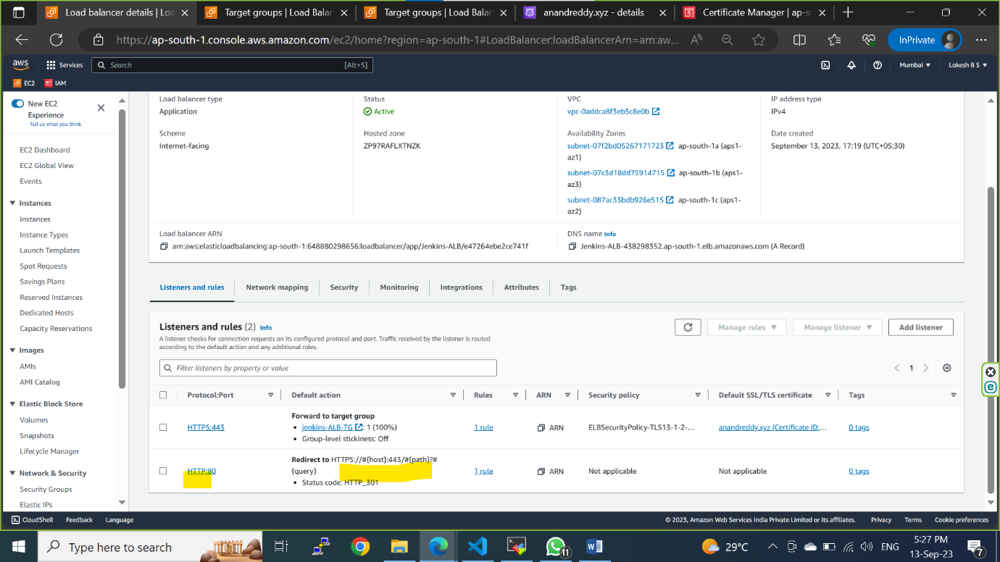 Load balancer details | Loa
Target groups | Load Balan
Target groups | Load Balan
anandreddy.xyz - details
Certificate Manager | ap-s
https://ap-south-1.console.aws.amazon.com/ec2/home?region=ap-south-1#LoadBalancer:loadBalancerArn=arn:aw...
InPrivate
aws
Services
Search
[Alt+S]
Mumbai
Lokesh B S
EC2
IAM
New EC2
Experience
Tell us what you think
EC2 Dashboard
EC2 Global View
Events
Instances
Instances
Instance Types
Launch Templates
Spot Requests
Savings Plans
Reserved Instances
Dedicated Hosts
Capacity Reservations
Images
AMIs
AMI Catalog
Elastic Block Store
Volumes
Snapshots
Lifecycle Manager
Network & Security
Security Groups
Elastic IPs
Load balancer type
Application
Status
Active
VPC
vpc-0addca8f3eb5c8e0b
IP address type
IPv4
Scheme
Internet-facing
Hosted zone
ZP97RAFLXTNZK
Availability Zones
subnet-07f2bd05267171723 ap-south-1a (aps1-
az1)
subnet-07c3d18dd75914715 ap-south-1b (aps1-
az3)
subnet-087ac33bdb926e515 ap-south-1c (aps1-
az2)
Date created
September 13, 2023, 17:19 (UTC+05:30)
Load balancer ARN
arn:aws:elasticloadbalancing:ap-south-1:648880298656:loadbalancer/app/Jenkins-ALB/e47264ebe2ce741f
DNS name Info
Jenkins-ALB-438298352.ap-south-1.elb.amazonaws.com (A Record)
Listeners and rules
Network mapping
Security
Monitoring
Integrations
Attributes
Tags
Listeners and rules (2) Info
A listener checks for connection requests on its configured protocol and port. Traffic received by the listener is routed
according to the default action and any additional rules.
Manage rules
Manage listener
Add listener
Filter listeners by property or value
1
Protocol:Port
Default action
Rules
ARN
Security policy
Default SSL/TLS certificate
Tags
HTTPS:443
Forward to target group
• jenkins-ALB-TG : 1 (100%)
• Group-level stickiness: Off
1 rule
ARN
ELBSecurityPolicy-TLS13-1-2-...
anandreddy.xyz (Certificate ID:...
0 tags
HTTP:80
Redirect to HTTPS://#{host}:443/#{path}?#
{query}
• Status code: HTTP_301
1 rule
ARN
Not applicable
Not applicable
0 tags
CloudShell
Feedback
Language
© 2023, Amazon Web Services India Private Limited or its affiliates.
Privacy
Terms
Cookie preferences
Type here to search
11
29°C
ENG
5:27 PM
13-Sep-23
7